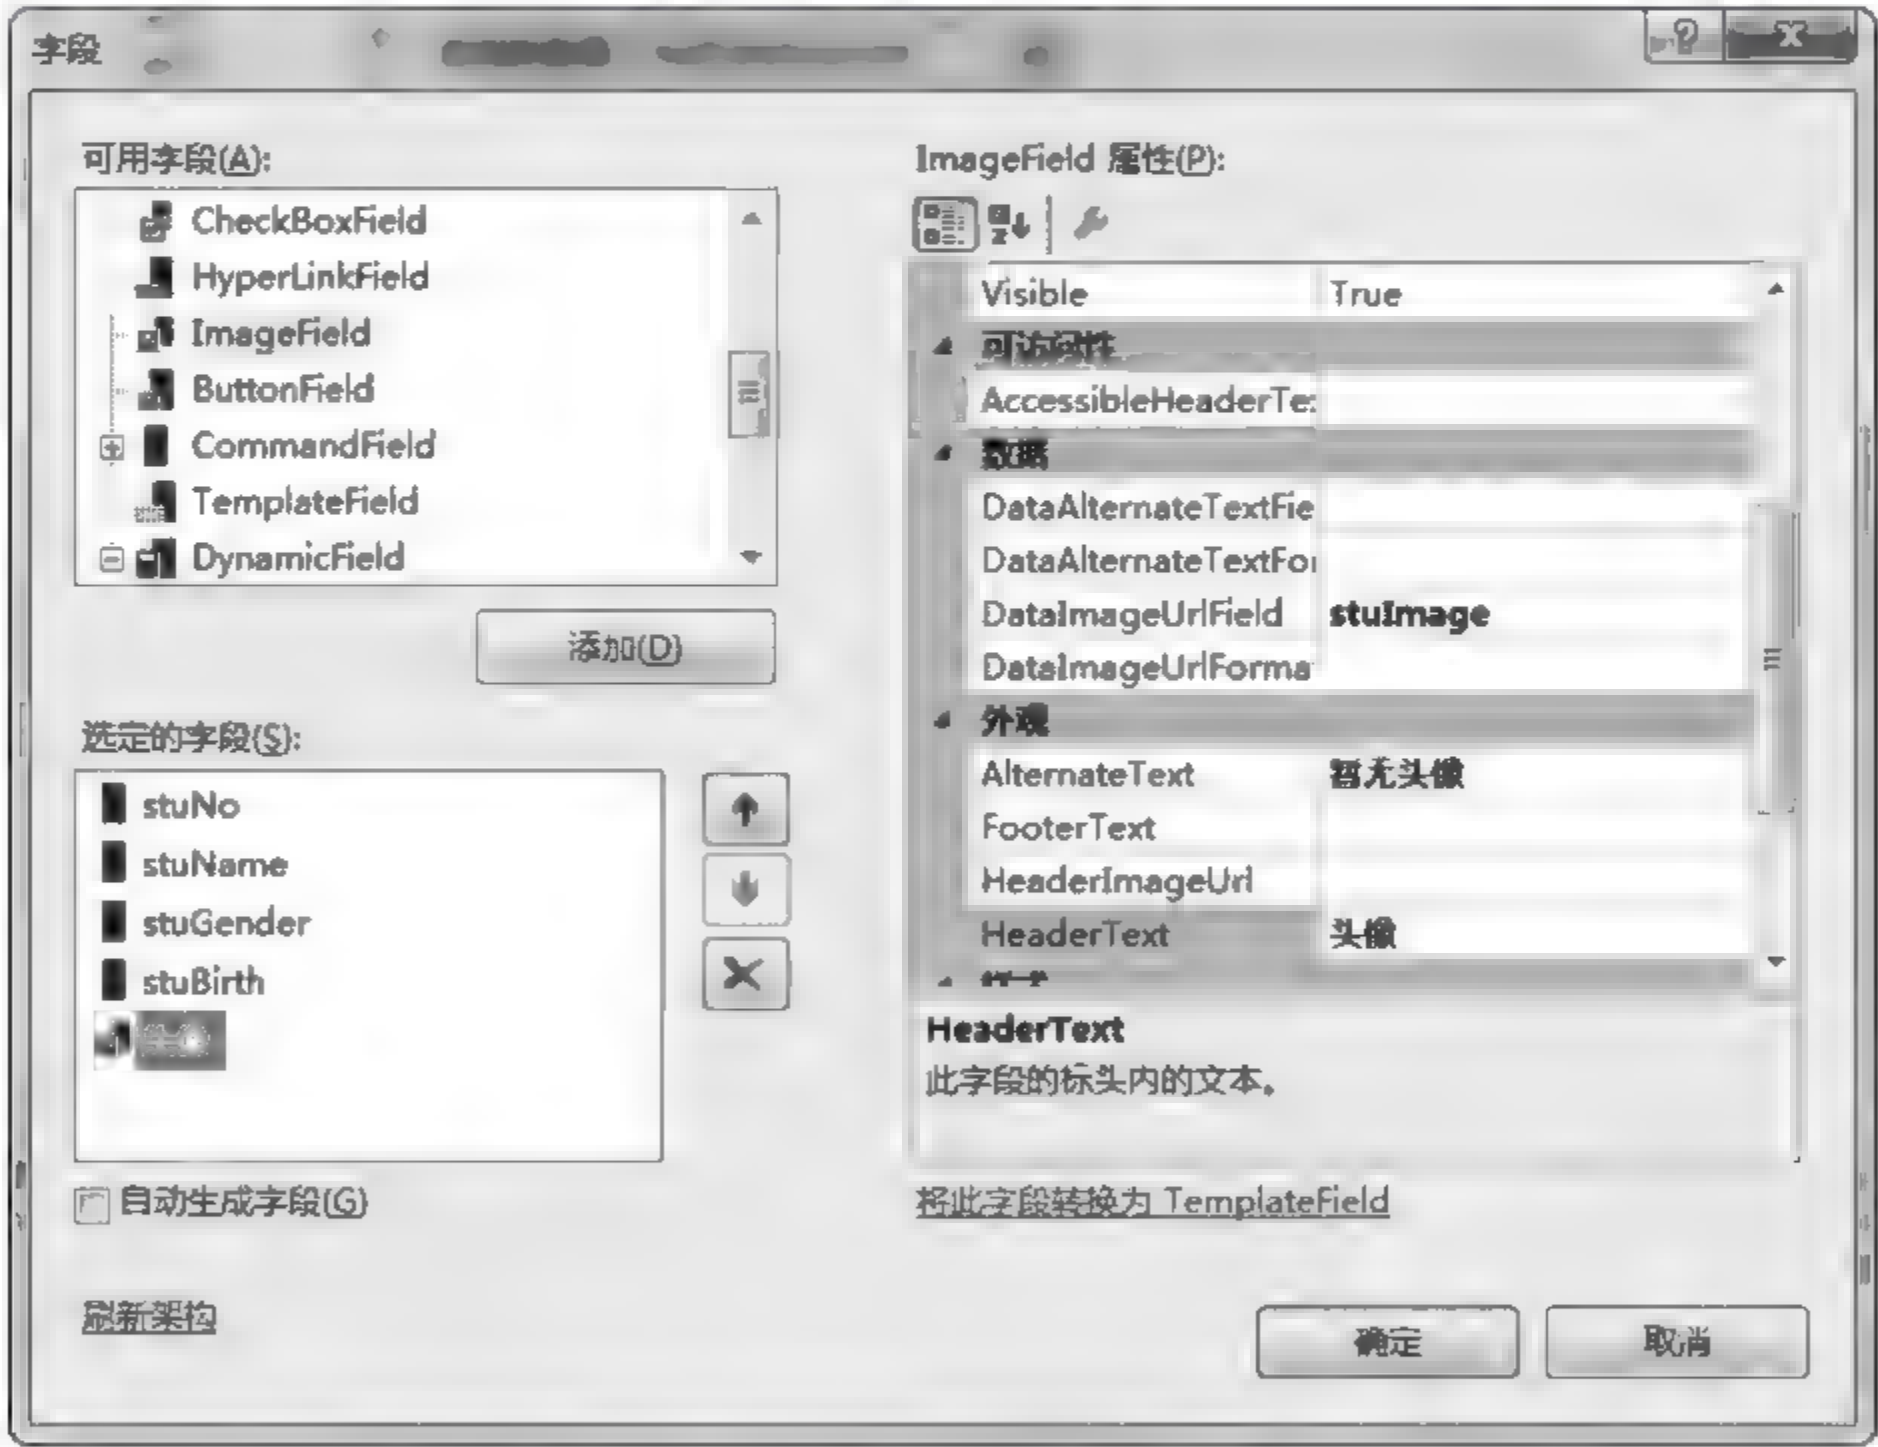 字段
可用字段(A):
CheckBoxField
HyperLinkField
ImageField
ButtonField
CommandField
TemplateField
DynamicField
添加(D)
选定的字段(S):
stuNo
stuName
stuGender
stuBirth
自动生成字段(G)
刷新架构
ImageField 属性(P):
Visible True
可访问性
AccessibleHeaderTe
数据
DataAlternateTextFie
DataAlternateTextFor
DataImageUrlField stuImage
DataImageUrlForma
外观
AlternateText 暂无头像
FooterText
HeaderImageUrl
HeaderText 头像
HeaderText
此字段的标头内的文本。
将此字段转换为 TemplateField
确定 取消